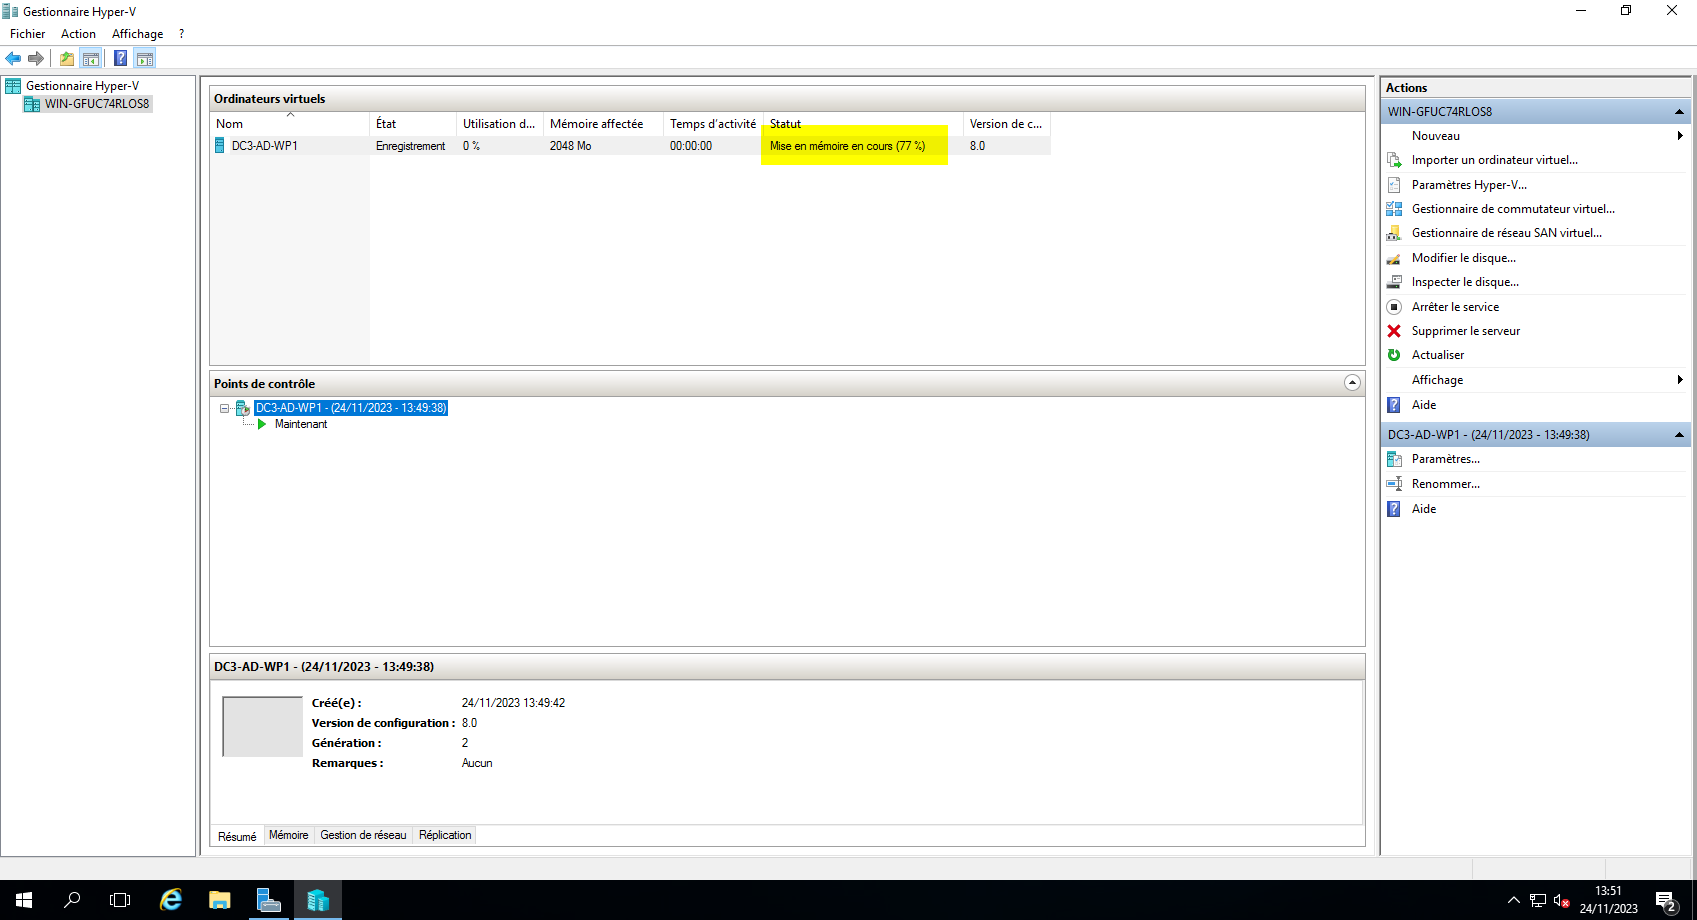 Gestionnaire Hyper-V
Fichier Action Affichage ?
Gestionnaire Hyper-V
WIN-GFUC74RLOS8
Ordinateurs virtuels
Nom État Utilisation d... Mémoire affectée Temps d'activité Statut Version de c...
DC3-AD-WP1 Enregistrement 0 % 2048 Mo 00:00:00 Mise en mémoire en cours (77 %) 8.0
Points de contrôle
DC3-AD-WP1 - (24/11/2023 - 13:49:38)
Maintenant
DC3-AD-WP1 - (24/11/2023 - 13:49:38)
Créé(e) : 24/11/2023 13:49:42
Version de configuration : 8.0
Génération : 2
Remarques : Aucun
Résumé Mémoire Gestion de réseau Réplication
Actions
WIN-GFUC74RLOS8
Nouveau
Importer un ordinateur virtuel...
Paramètres Hyper-V...
Gestionnaire de commutateur virtuel...
Gestionnaire de réseau SAN virtuel...
Modifier le disque...
Inspecter le disque...
Arrêter le service
Supprimer le serveur
Actualiser
Affichage
Aide
DC3-AD-WP1 - (24/11/2023 - 13:49:38)
Paramètres...
Renommer...
Aide
13:51
24/11/2023
2